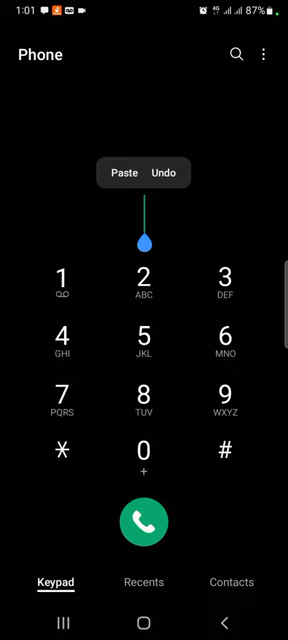 1:01 4G 87%
Phone
Paste Undo
1 2 3
ABC DEF
4 5 6
GHI JKL MNO
7 8 9
PQRS TUV WXYZ
* 0 #
+
Keypad Recents Contacts